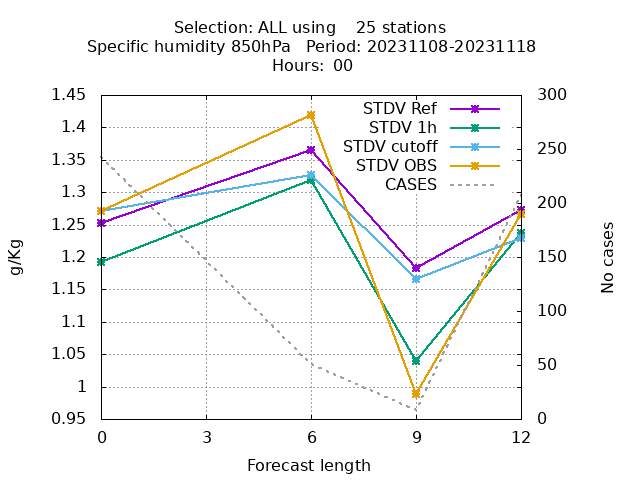 Selection: ALL using    25 stations
Specific humidity 850hPa   Period: 20231108-20231118
Hours:  00
1.45
1.4
1.35
1.3
1.25
1.2
1.15
1.1
1.05
1
0.95
g/Kg
STDV Ref
STDV 1h
STDV cutoff
STDV OBS
CASES
300
250
200
150
100
50
0
No cases
0 3 6 9 12
Forecast length